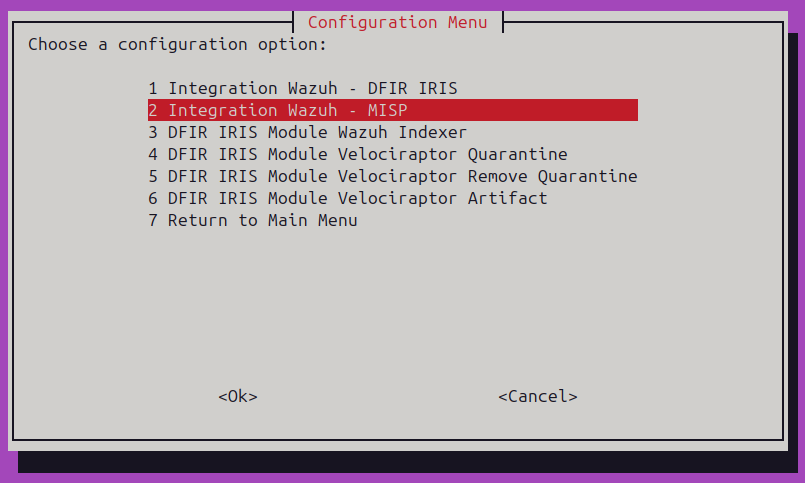 Configuration Menu
Choose a configuration option:
1 Integration Wazuh - DFIR IRIS
2 Integration Wazuh - MISP
3 DFIR IRIS Module Wazuh Indexer
4 DFIR IRIS Module Velociraptor Quarantine
5 DFIR IRIS Module Velociraptor Remove Quarantine
6 DFIR IRIS Module Velociraptor Artifact
7 Return to Main Menu
<Ok> <Cancel>